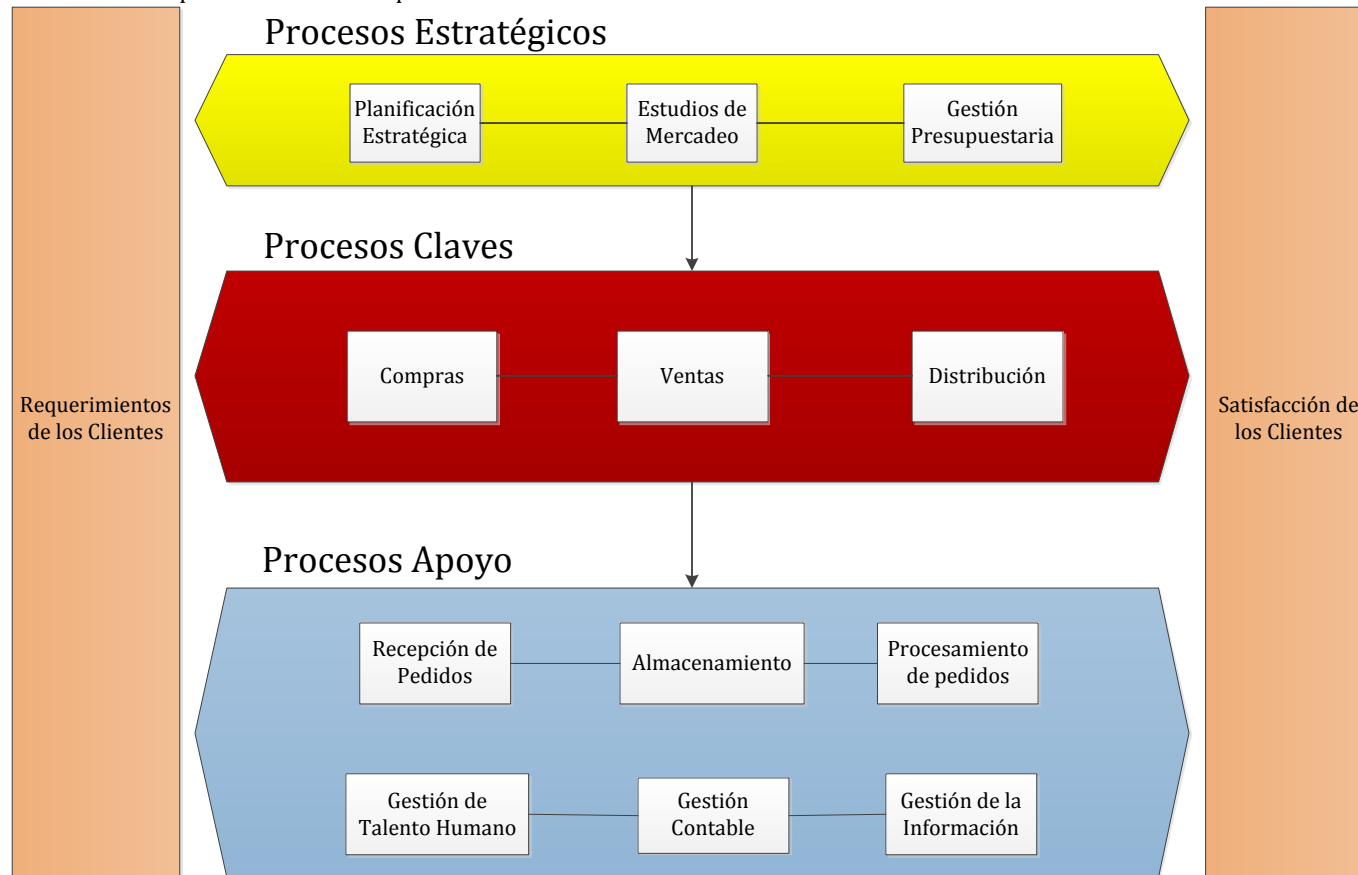 Procesos Estratégicos
Planificación
Estratégica
Estudios de
Mercadeo
Gestión
Presupuestaria
Procesos Claves
Compras
Ventas
Distribución
Requerimientos
de los Clientes
Satisfacción de
los Clientes
Procesos Apoyo
Recepción de
Pedidos
Almacenamiento
Procesamiento
de pedidos
Gestión de
Talento Humano
Gestión
Contable
Gestión de la
Información